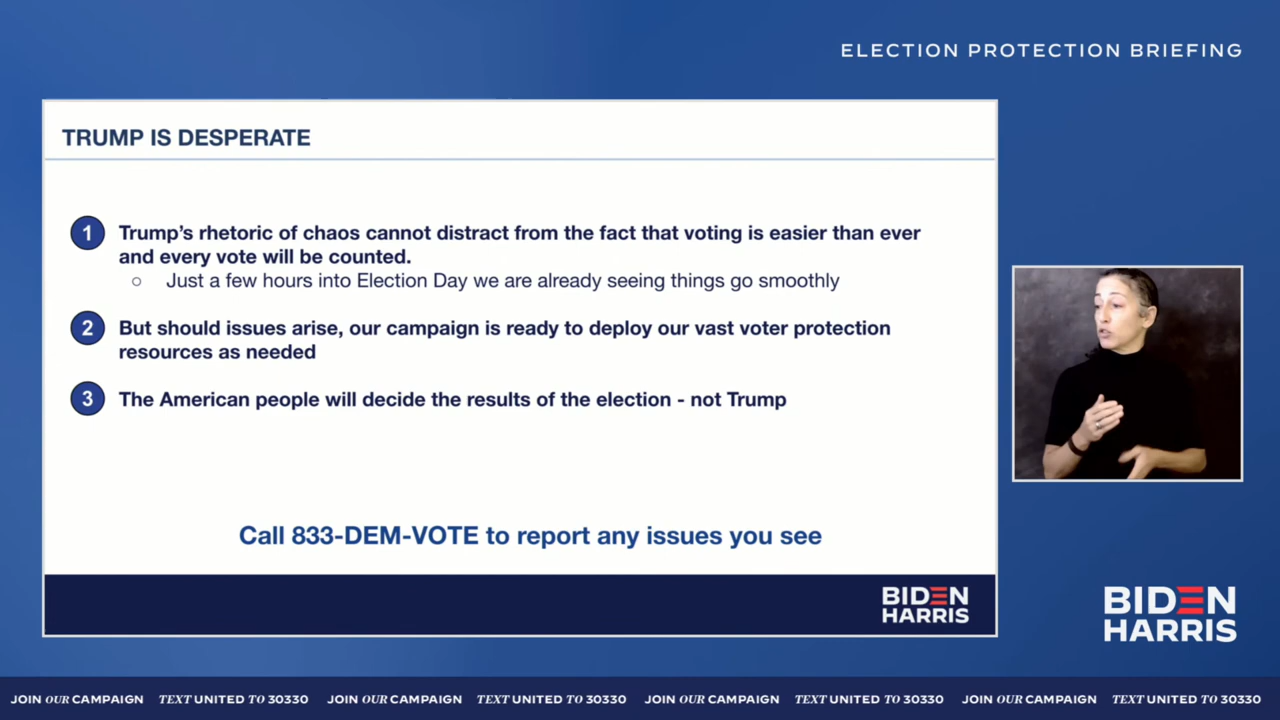 ELECTION PROTECTION BRIEFING
TRUMP IS DESPERATE
1 Trump’s rhetoric of chaos cannot distract from the fact that voting is easier than ever
and every vote will be counted.
○ Just a few hours into Election Day we are already seeing things go smoothly
2 But should issues arise, our campaign is ready to deploy our vast voter protection
resources as needed
3 The American people will decide the results of the election - not Trump
Call 833-DEM-VOTE to report any issues you see
BIDEN
HARRIS
BIDEN
HARRIS
JOIN OUR CAMPAIGN TEXT UNITED TO 30330 JOIN OUR CAMPAIGN TEXT UNITED TO 30330 JOIN OUR CAMPAIGN TEXT UNITED TO 30330 JOIN OUR CAMPAIGN TEXT UNITED TO 30330